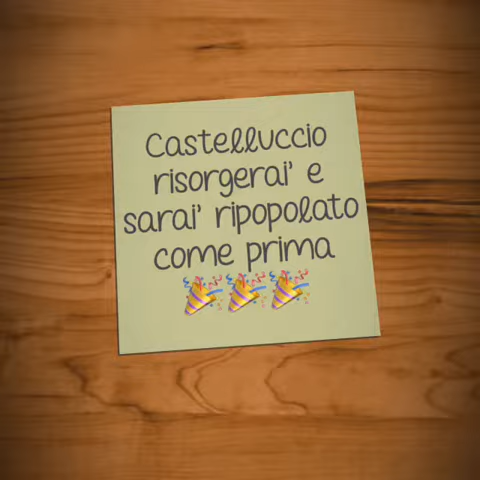 Castelluccio
risorgerai' e
sarai' ripopolato
come prima
🎉🎉🎉